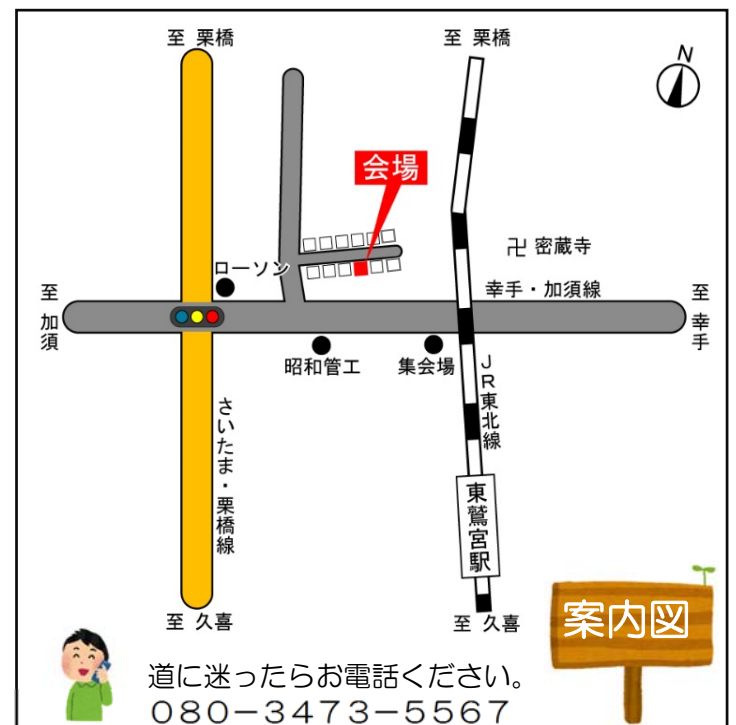 至 栗橋
至 栗橋
N
会場
卍 密蔵寺
ローソン
至 加須
幸手・加須線
至 幸手
昭和管工
集会場
JR東北線
さいたま・栗橋線
東鷲宮駅
至 久喜
至 久喜
案内図
道に迷ったらお電話ください。
080-3473-5567